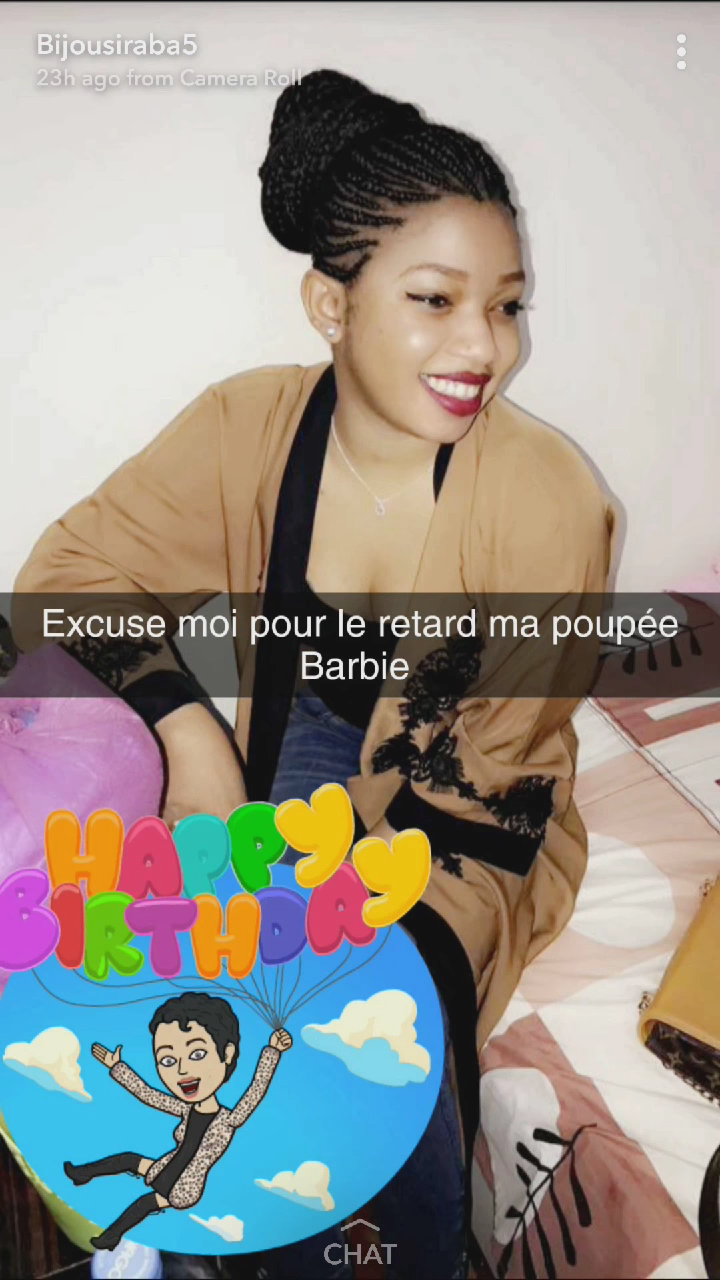 Bijousiraba5
23h ago from Camera Roll
Excuse moi pour le retard ma poupée
Barbie
HAPPY
BIRTHDAY
CHAT